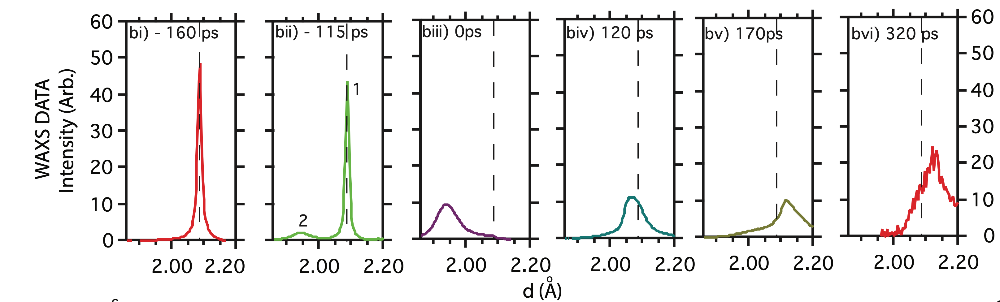 bi) - 160 ps
bii) - 115 ps
biii) 0ps
biv) 120 ps
bv) 170ps
bvi) 320 ps
WAXS DATA
Intensity (Arb.)
60
50
40
30
20
10
0
1
2
60
50
40
30
20
10
0
2.00 2.20
2.00 2.20
2.00 2.20
2.00 2.20
2.00 2.20
2.00 2.20
d (Å)